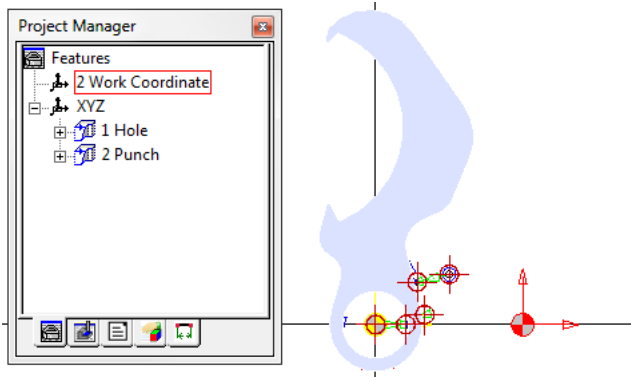 Project Manager
Features
2 Work Coordinate
XYZ
1 Hole
2 Punch